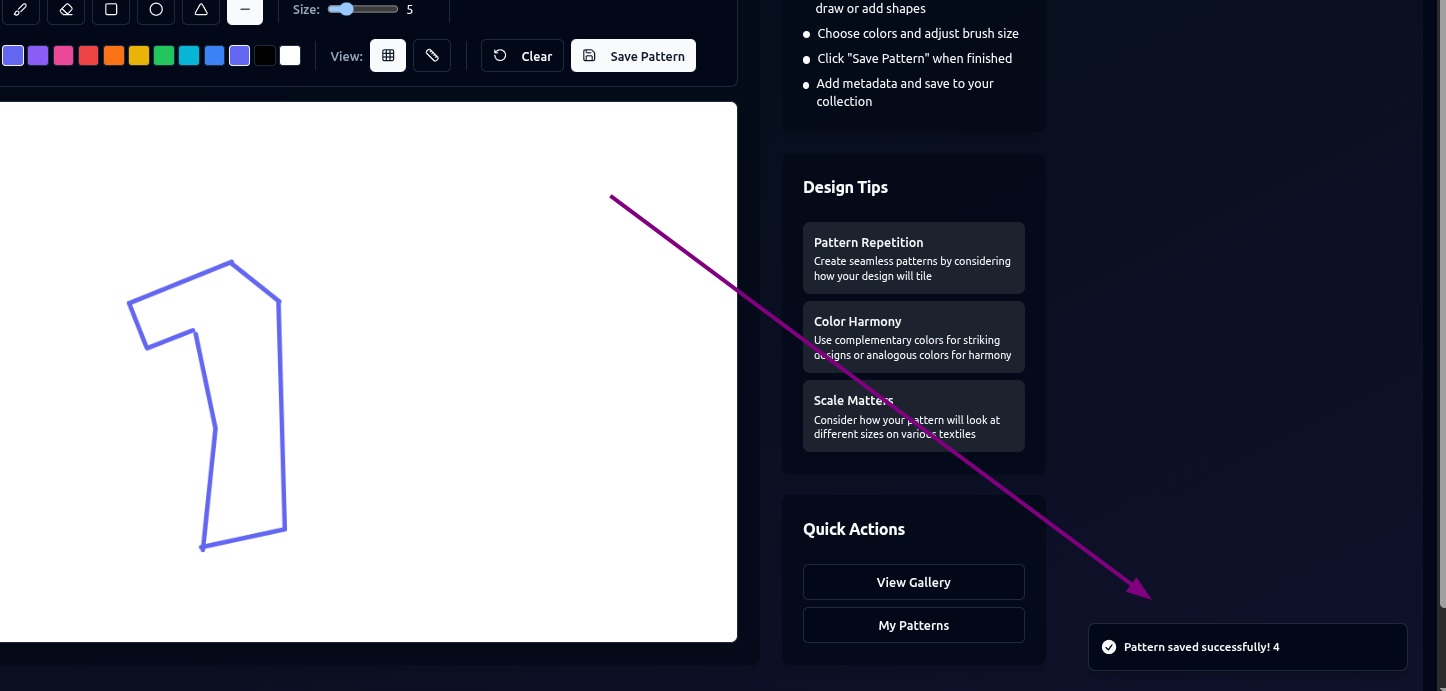 Size:
5
draw or add shapes
Choose colors and adjust brush size
Click "Save Pattern" when finished
Add metadata and save to your
collection
View:
Clear
Save Pattern
Design Tips
Pattern Repetition
Create seamless patterns by considering
how your design will tile
Color Harmony
Use complementary colors for striking
designs or analogous colors for harmony
Scale Matters
Consider how your pattern will look at
different sizes on various textiles
Quick Actions
View Gallery
My Patterns
Pattern saved successfully! 4